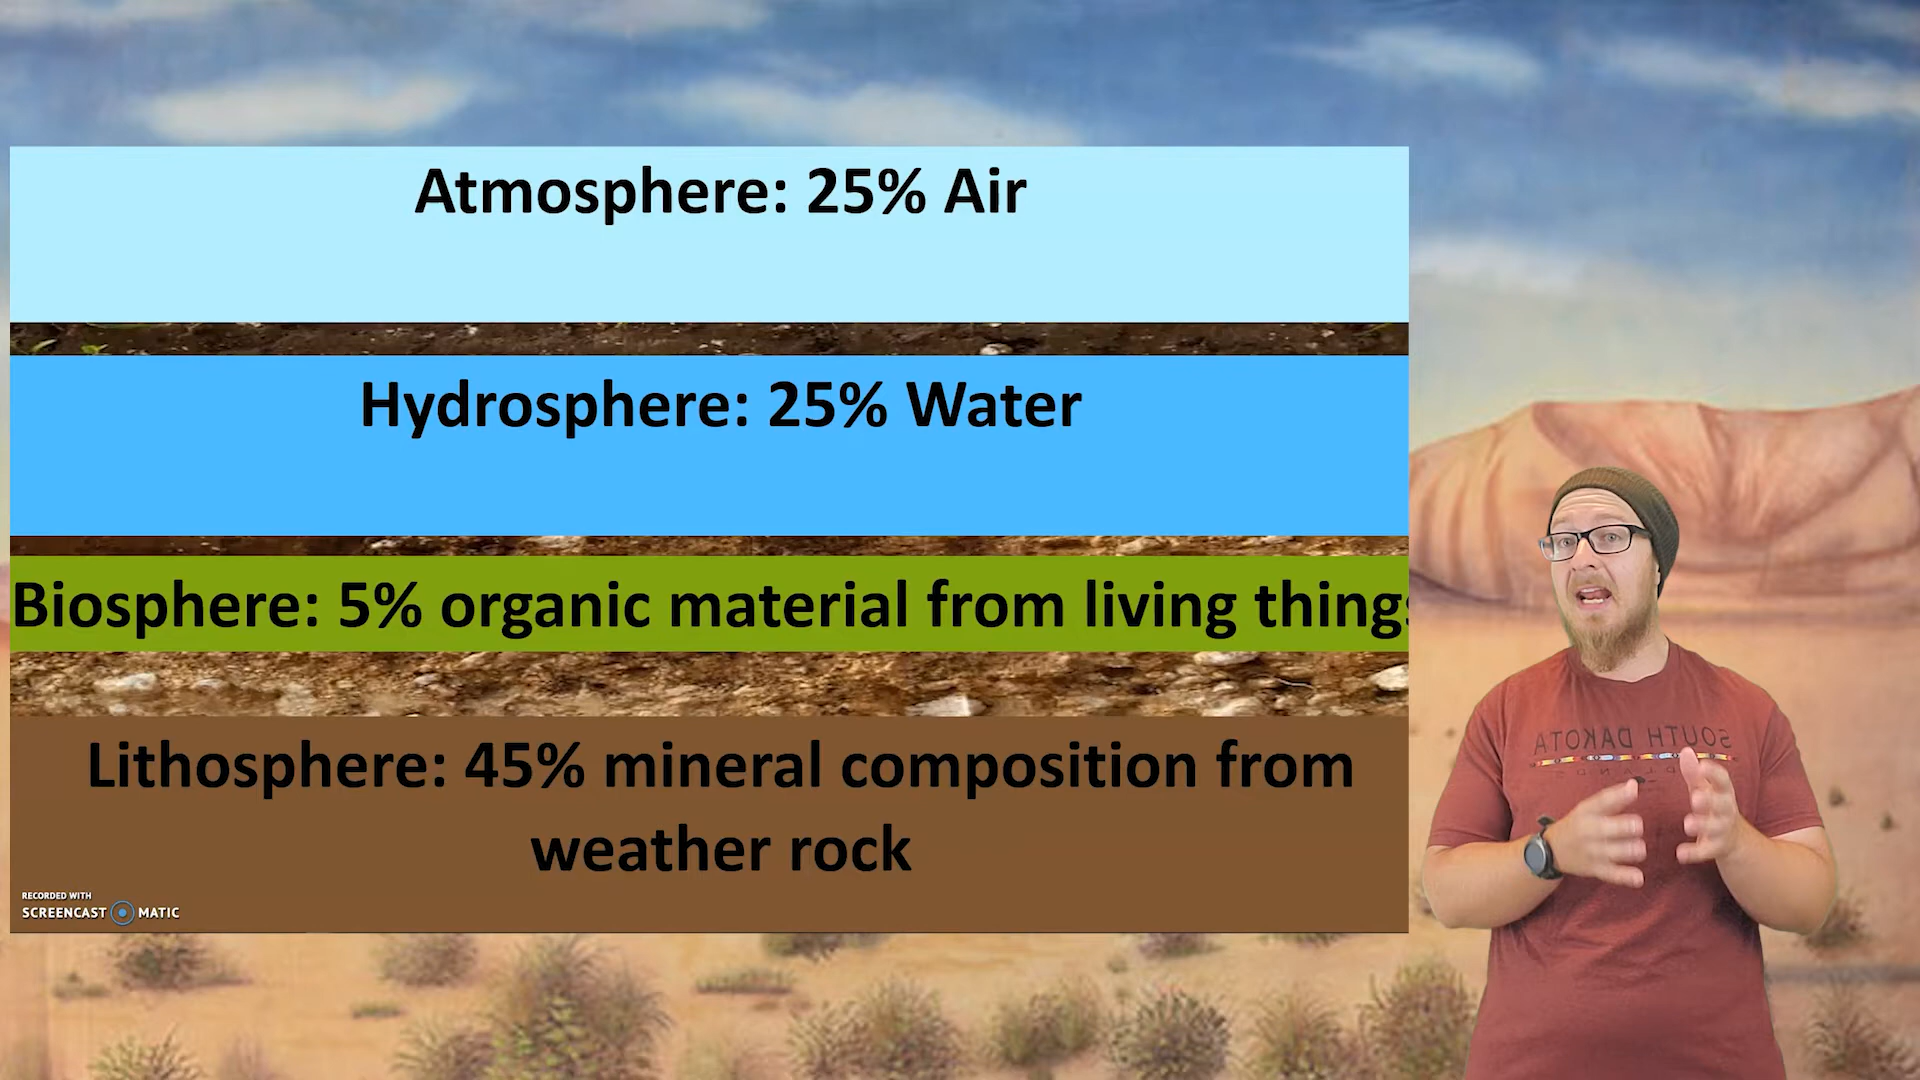 Atmosphere: 25% Air
Hydrosphere: 25% Water
Biosphere: 5% organic material from living things
Lithosphere: 45% mineral composition from
weather rock
RECORDED WITH
SCREENCAST MATIC
SOUTH DAKOTA